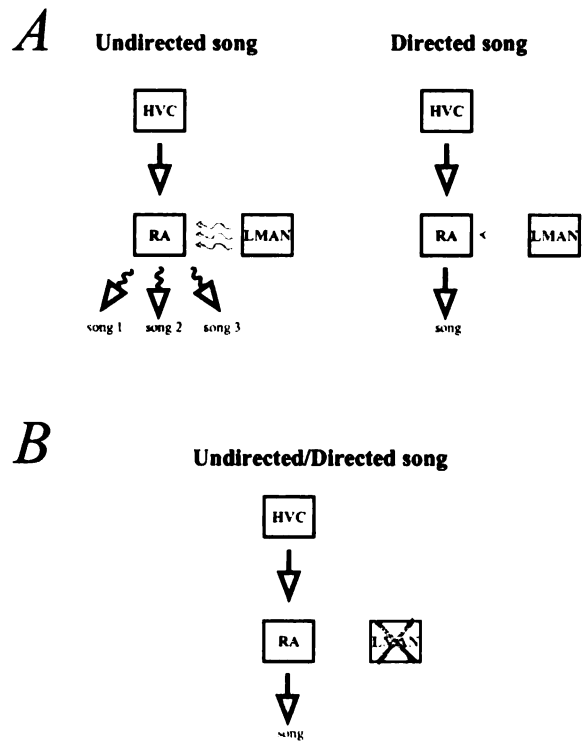 A
Undirected song
Directed song
HVC
HVC
RA
LMAN
RA
LMAN
song 1
song 2
song 3
song
B
Undirected/Directed song
HVC
RA
LMAN
song